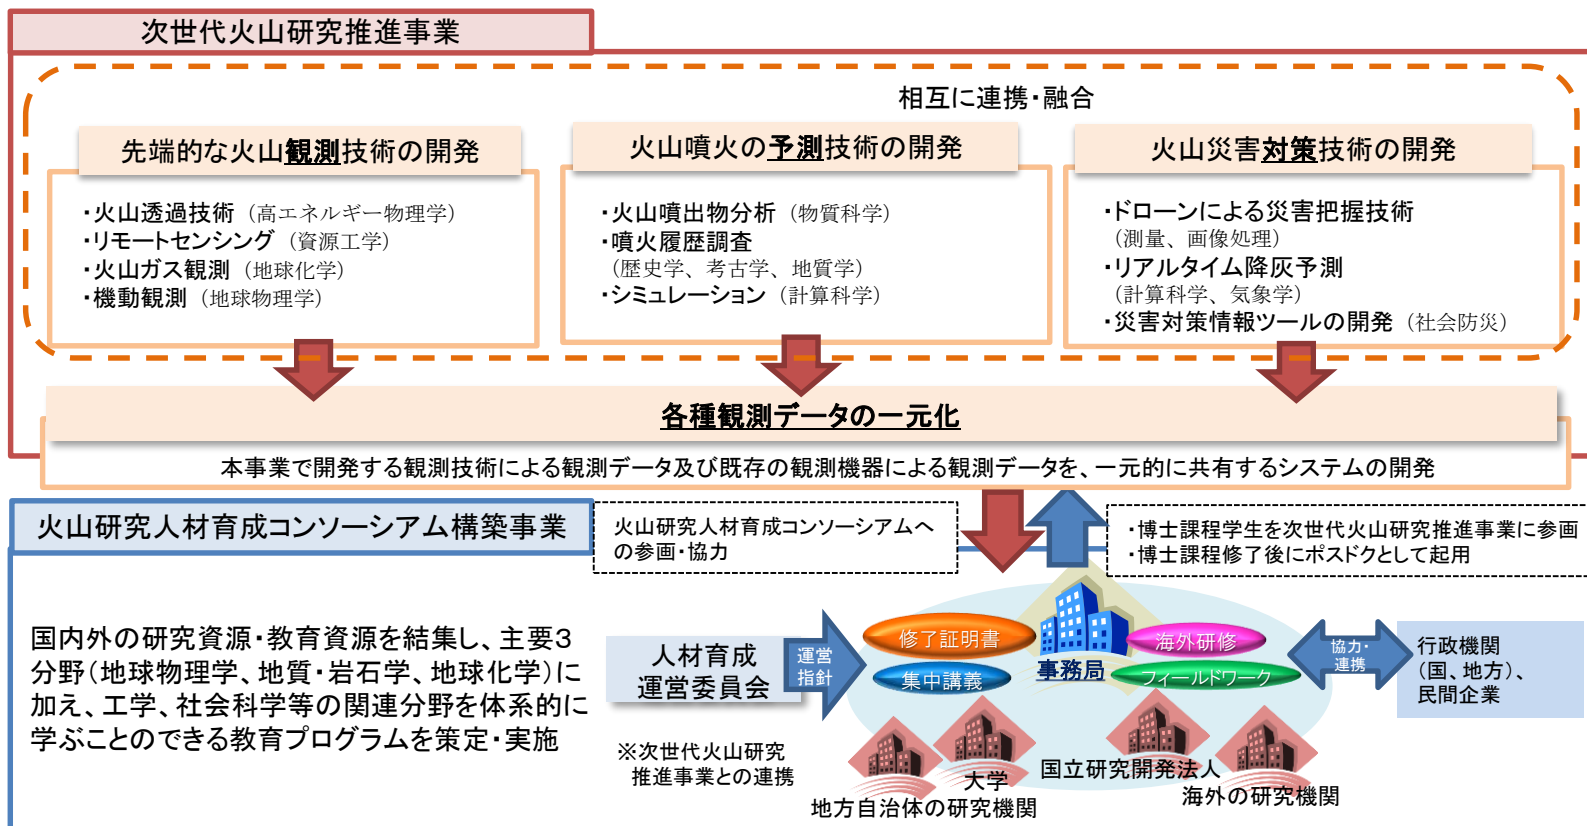 次世代火山研究推進事業
相互に連携・融合
先端的な火山観測技術の開発
・火山透過技術（高エネルギー物理学）
・リモートセンシング（資源工学）
・火山ガス観測（地球化学）
・機動観測（地球物理学）
火山噴火の予測技術の開発
・火山噴出物分析（物質科学）
・噴火履歴調査
（歴史学、考古学、地質学）
・シミュレーション（計算科学）
火山災害対策技術の開発
・ドローンによる災害把握技術
（測量、画像処理）
・リアルタイム降灰予測
（計算科学、気象学）
・災害対策情報ツールの開発（社会防災）
各種観測データの一元化
本事業で開発する観測技術による観測データ及び既存の観測機器による観測データを、一元的に共有するシステムの開発
火山研究人材育成コンソーシアム構築事業
火山研究人材育成コンソーシアムへ
の参画・協力
・博士課程学生を次世代火山研究推進事業に参画
・博士課程修了後にポスドクとして起用
国内外の研究資源・教育資源を結集し、主要３
分野（地球物理学、地質・岩石学、地球化学）に
加え、工学、社会科学等の関連分野を体系的に
学ぶことのできる教育プログラムを策定・実施
人材育成
運営委員会
運営
指針
修了証明書
集中講義
事務局
海外研修
フィールドワーク
協力・
連携
行政機関
（国、地方）、
民間企業
※次世代火山研究
推進事業との連携
大学
地方自治体の研究機関
国立研究開発法人
海外の研究機関